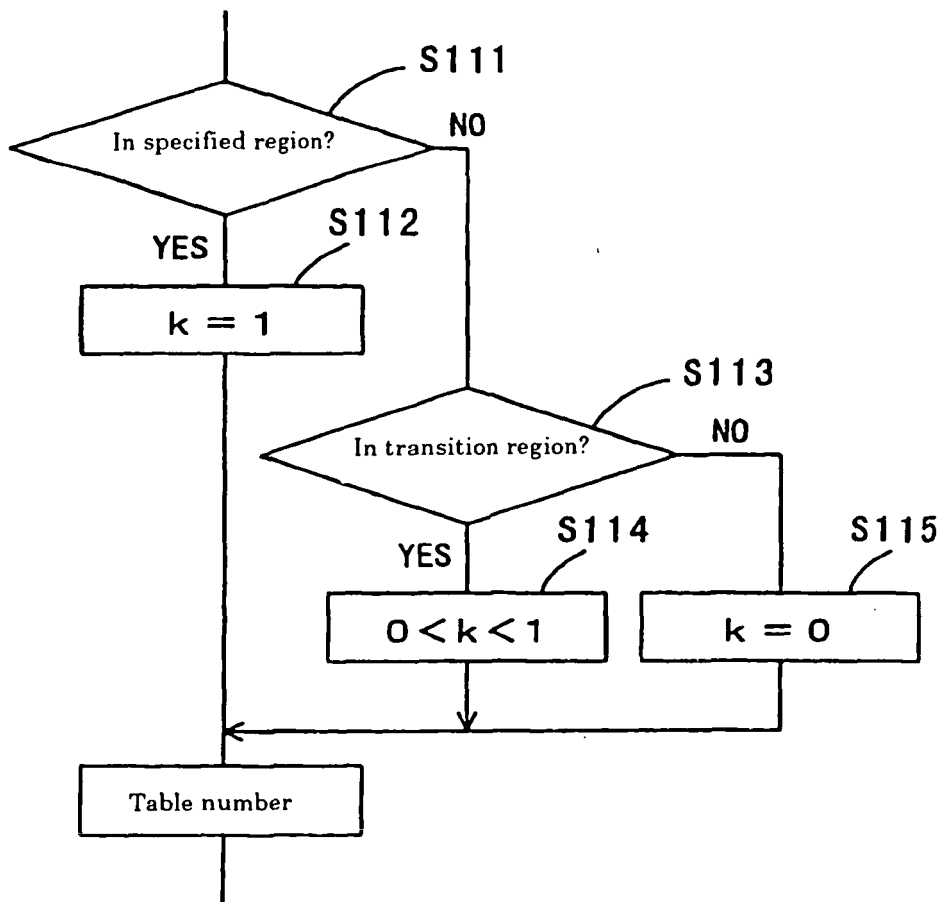 S111
In specified region?
NO
YES
S112
k = 1
S113
In transition region?
NO
YES
S114
S115
0 < k < 1
k = 0
Table number